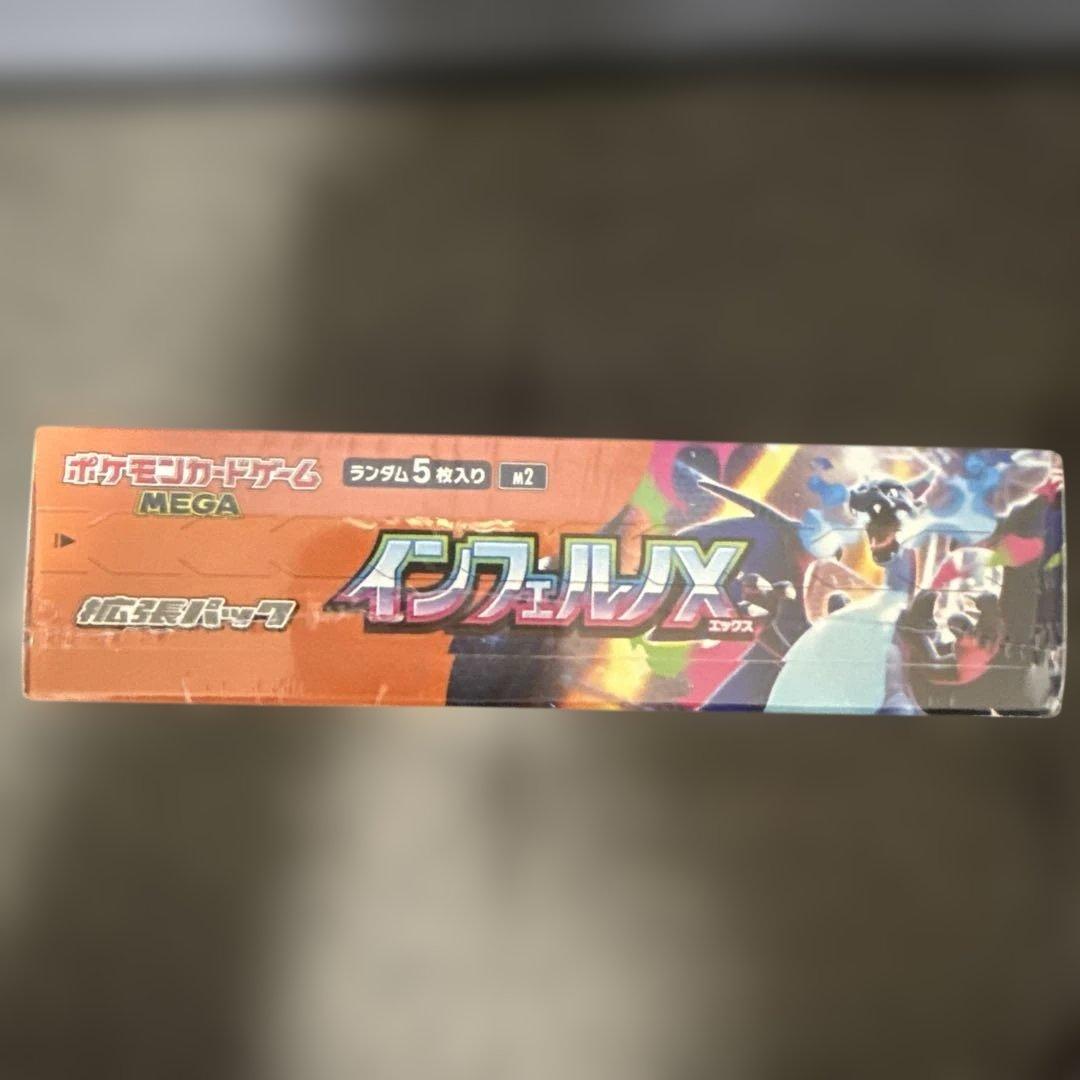 ポケモンカードゲーム
MEGA
ランダム5枚入り
M2
拡張パック
インフェルノX
エックス